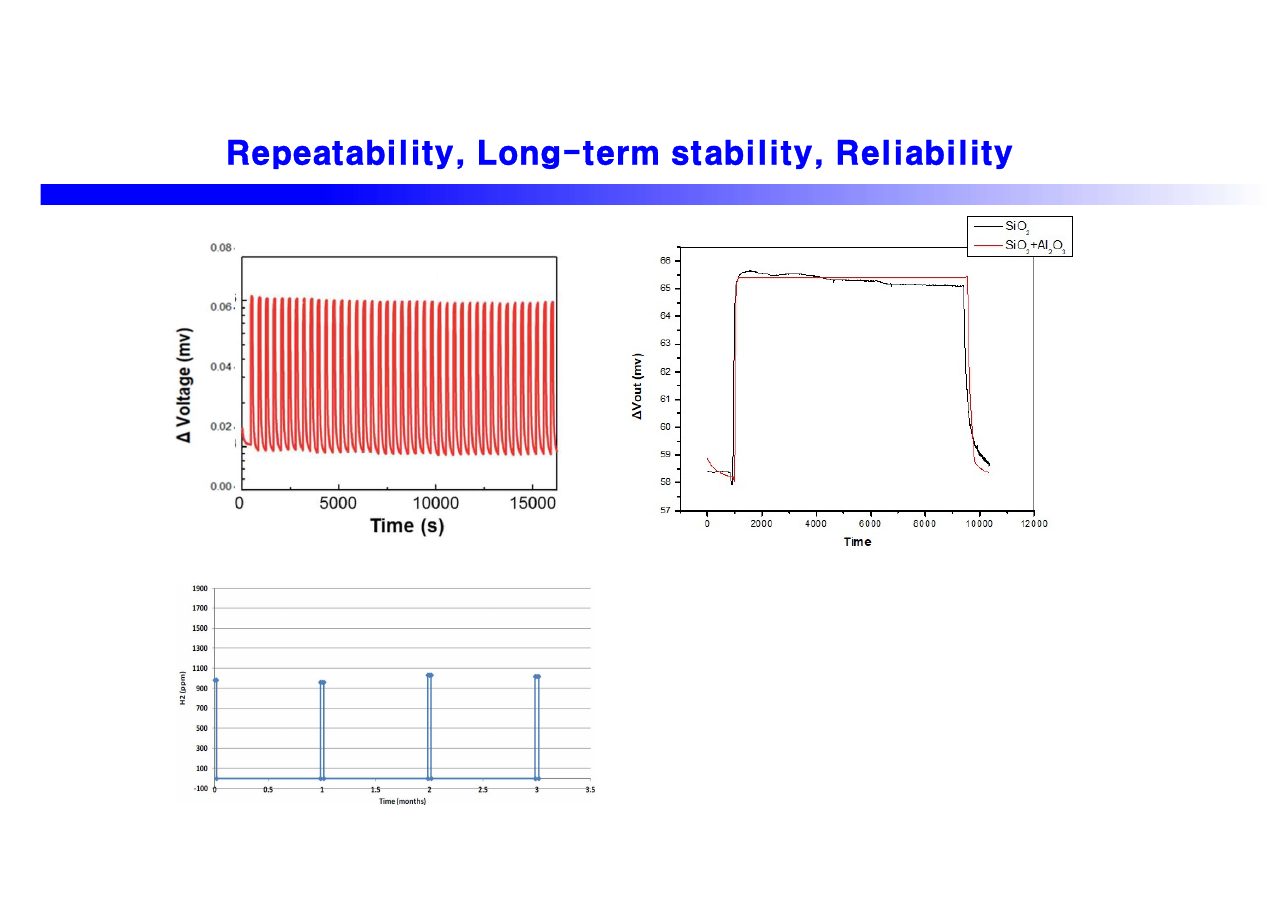 Repeatability, Long-term stability, Reliability
0.08
0.06
0.04
0.02
0.00
Δ Voltage (mv)
0 5000 10000 15000
Time (s)
SiO2
SiO2+Al2O3
66
65
64
63
62
61
60
59
58
57
ΔVout (mv)
0 2000 4000 6000 8000 10000 12000
Time
1900
1700
1500
1300
1100
900
700
500
300
100
-100
H2 (ppm)
0 0.5 1 1.5 2 2.5 3 3.5
Time (months)